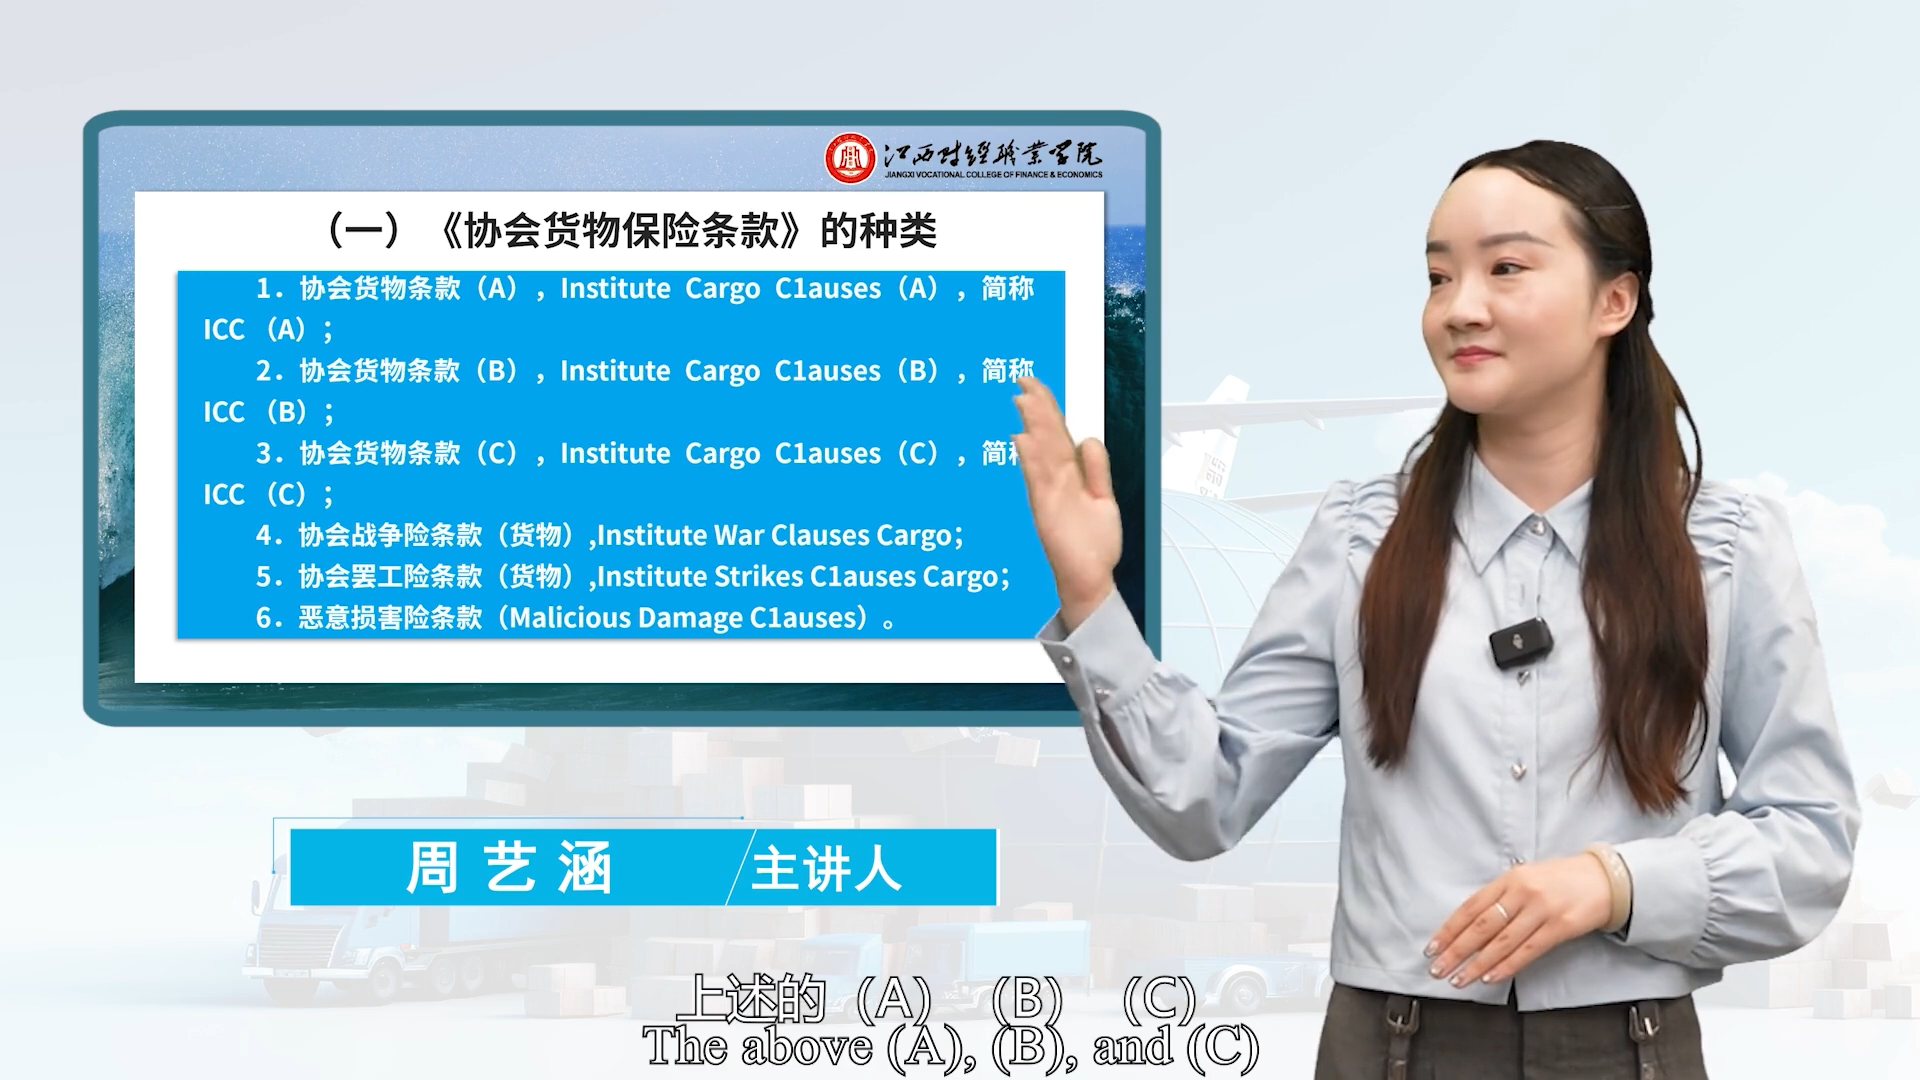 江西财经職業学院
JIANGXI VOCATIONAL COLLEGE OF FINANCE & ECONOMICS
（一）《协会货物保险条款》的种类
1．协会货物条款（A），Institute Cargo C1auses（A），简称
ICC （A）；
2．协会货物条款（B），Institute Cargo C1auses（B），简称
ICC （B）；
3．协会货物条款（C），Institute Cargo C1auses（C），简称
ICC （C）；
4．协会战争险条款（货物）,Institute War Clauses Cargo；
5．协会罢工险条款（货物）,Institute Strikes C1auses Cargo；
6．恶意损害险条款（Malicious Damage C1auses）。
周艺涵 主讲人
上述的（A）（B）（C）
The above (A), (B), and (C)